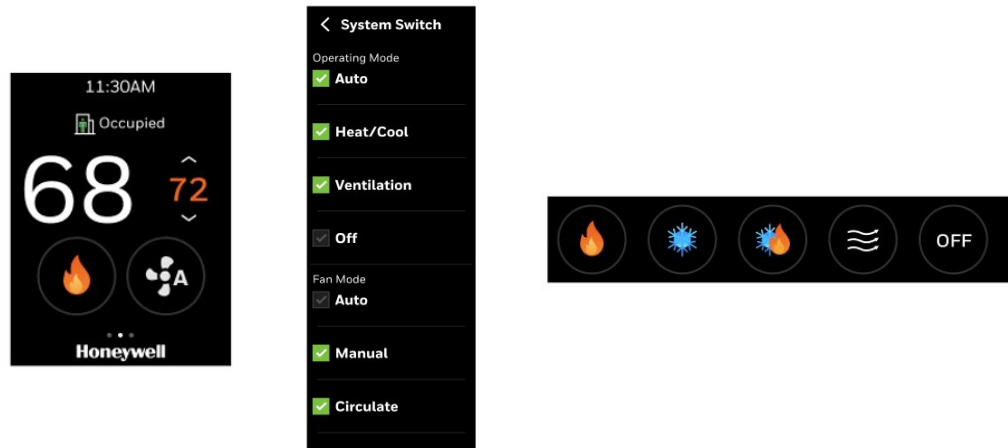 11:30AM
Occupied
68
72
A
Honeywell
System Switch
Operating Mode
Auto
Heat/Cool
Ventilation
Off
Fan Mode
Auto
Manual
Circulate
OFF